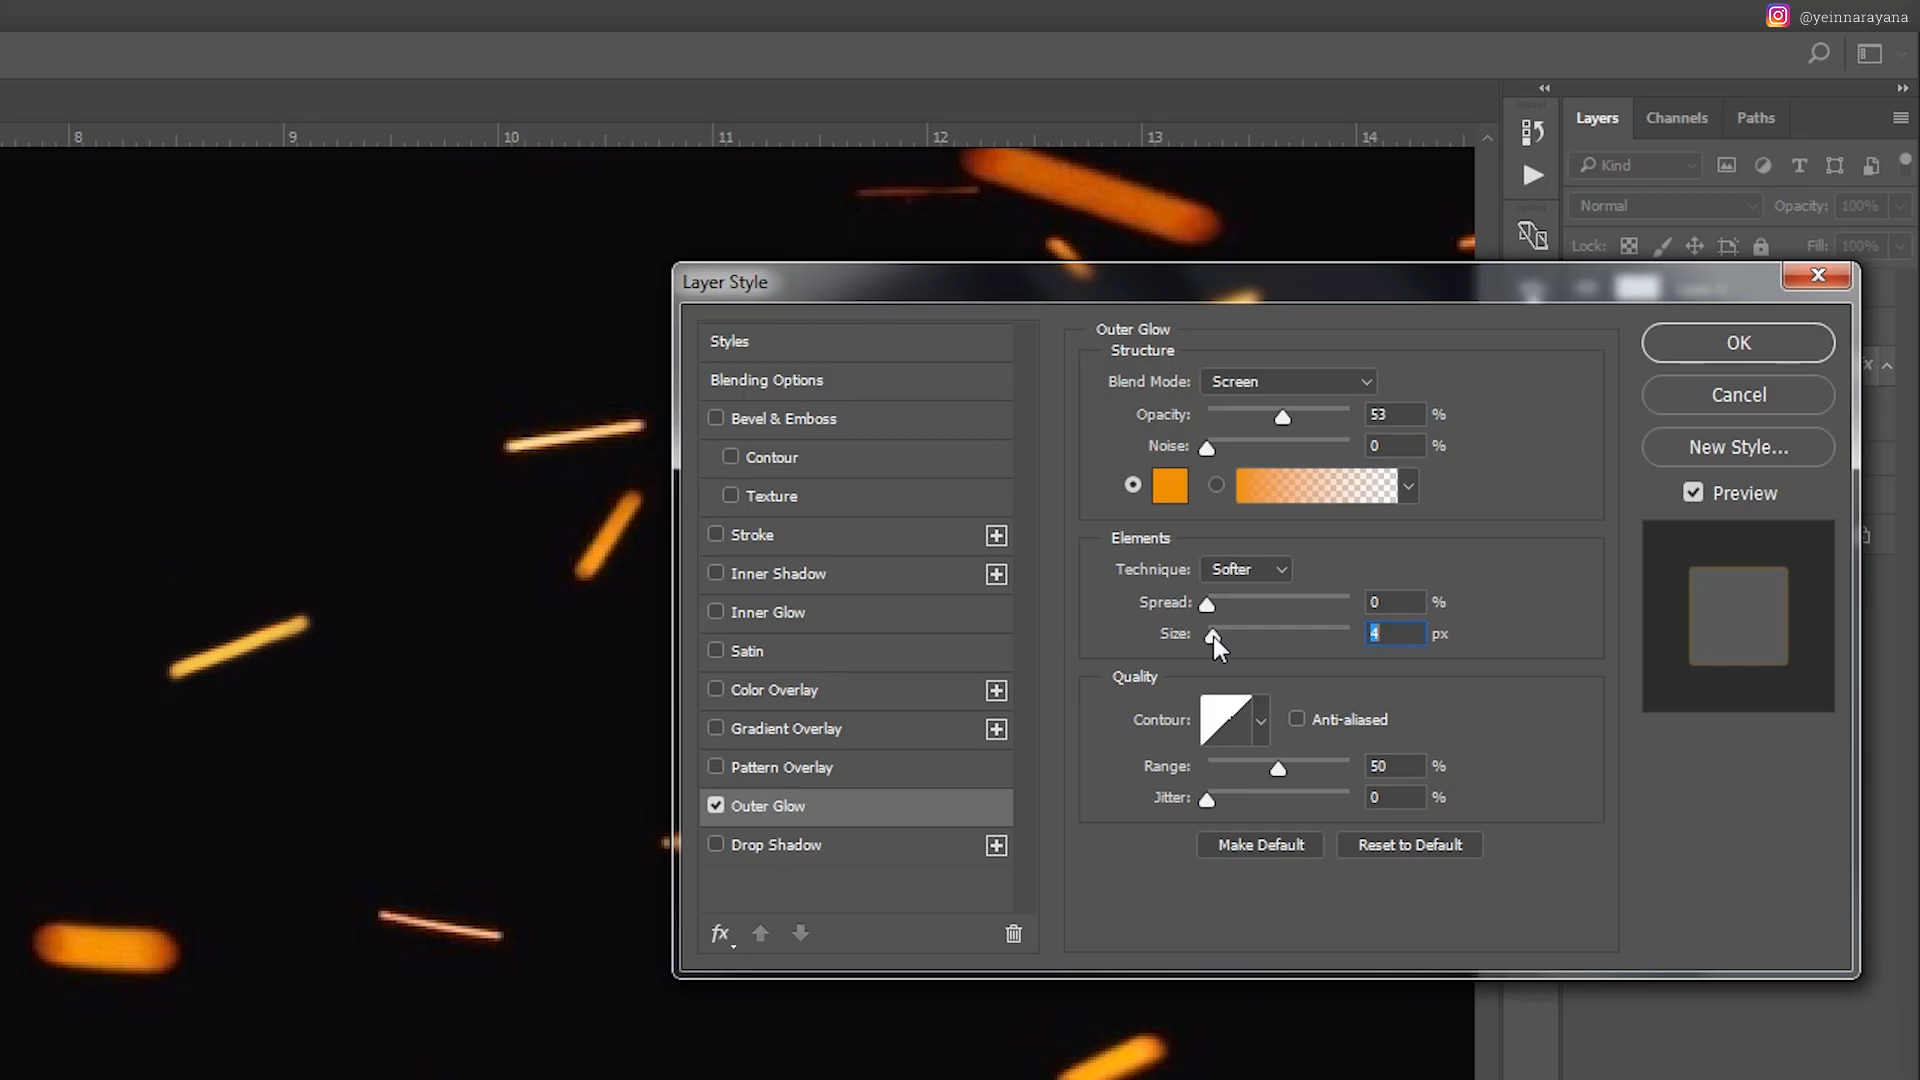 @yeinnarayana
8 9 10 11 12 13 14
Layers Channels Paths
Kind
Normal Opacity: 100%
Lock: Fill: 100%
Layer Style
Styles
Blending Options
Bevel & Emboss
Contour
Texture
Stroke
Inner Shadow
Inner Glow
Satin
Color Overlay
Gradient Overlay
Pattern Overlay
Outer Glow
Drop Shadow
fx
Outer Glow
Structure
Blend Mode: Screen
Opacity: 53 %
Noise: 0 %
Elements
Technique: Softer
Spread: 0 %
Size: 4 px
Quality
Contour: Anti-aliased
Range: 50 %
Jitter: 0 %
Make Default Reset to Default
OK
Cancel
New Style...
Preview